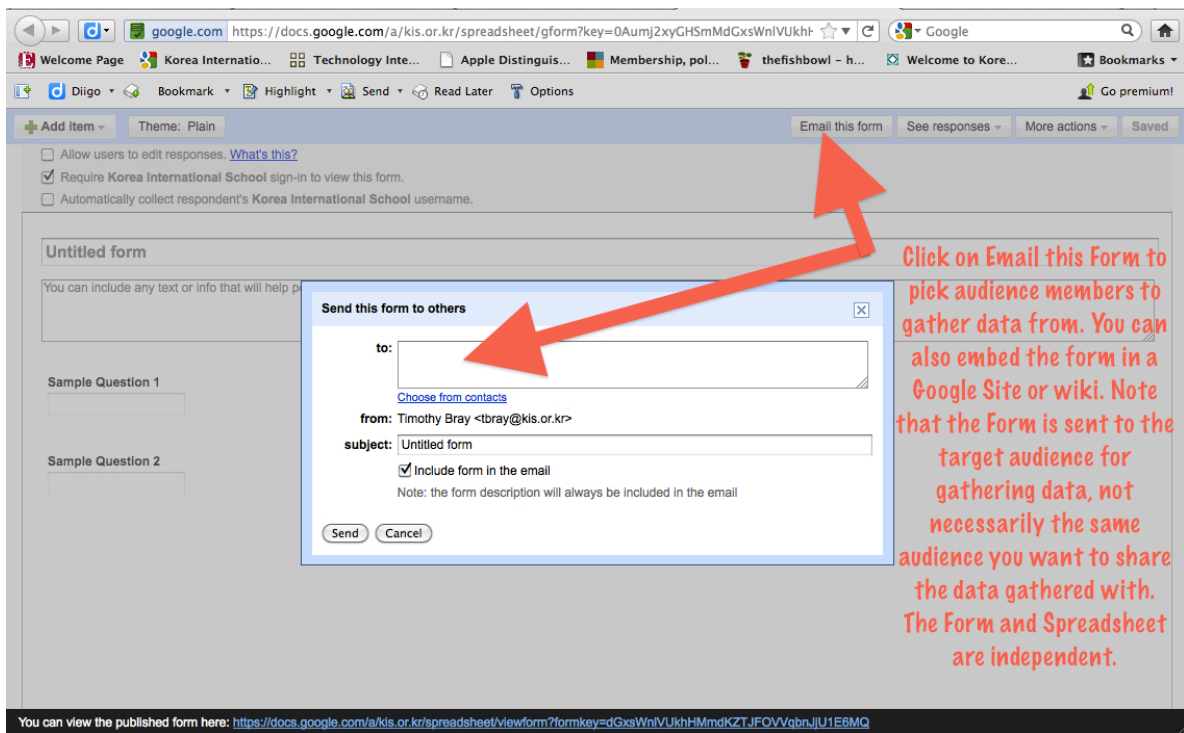 google.com https://docs.google.com/a/kis.or.kr/spreadsheet/gform?key=0Aumj2xyGHSmMdGxsWnlVUkhH Google
Welcome Page Korea Internatio... Technology Inte... Apple Distinguis... Membership, pol... thefishbowl – h... Welcome to Kore... Bookmarks
Diigo Bookmark Highlight Send Read Later Options Go premium!
Add item Theme: Plain Email this form See responses More actions Saved
Allow users to edit responses. What's this?
Require Korea International School sign-in to view this form.
Automatically collect respondent's Korea International School username.
Untitled form
You can include any text or info that will help
Sample Question 1
Sample Question 2
Send this form to others
to:
Choose from contacts
from: Timothy Bray <tbray@kis.or.kr>
subject: Untitled form
Include form in the email
Note: the form description will always be included in the email
Send Cancel
Click on Email this Form to
pick audience members to
gather data from. You can
also embed the form in a
Google Site or wiki. Note
that the Form is sent to the
target audience for
gathering data, not
necessarily the same
audience you want to share
the data gathered with.
The Form and Spreadsheet
are independent.
You can view the published form here: https://docs.google.com/a/kis.or.kr/spreadsheet/viewform?formkey=dGxsWnlVUkhHMmdKZTJFOVVqbnJjU1E6MQ